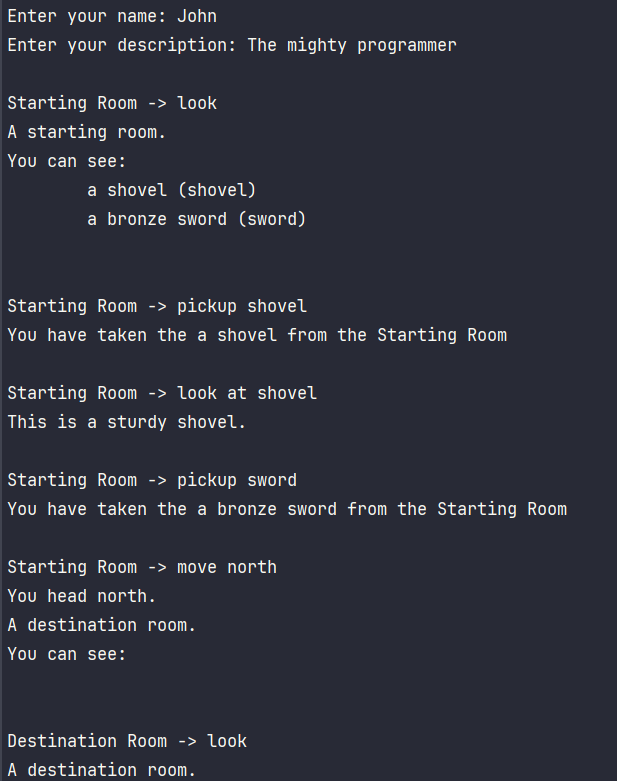 Enter your name: John
Enter your description: The mighty programmer
Starting Room -> look
A starting room.
You can see:
a shovel (shovel)
a bronze sword (sword)
Starting Room -> pickup shovel
You have taken the a shovel from the Starting Room
Starting Room -> look at shovel
This is a sturdy shovel.
Starting Room -> pickup sword
You have taken the a bronze sword from the Starting Room
Starting Room -> move north
You head north.
A destination room.
You can see:
Destination Room -> look
A destination room.